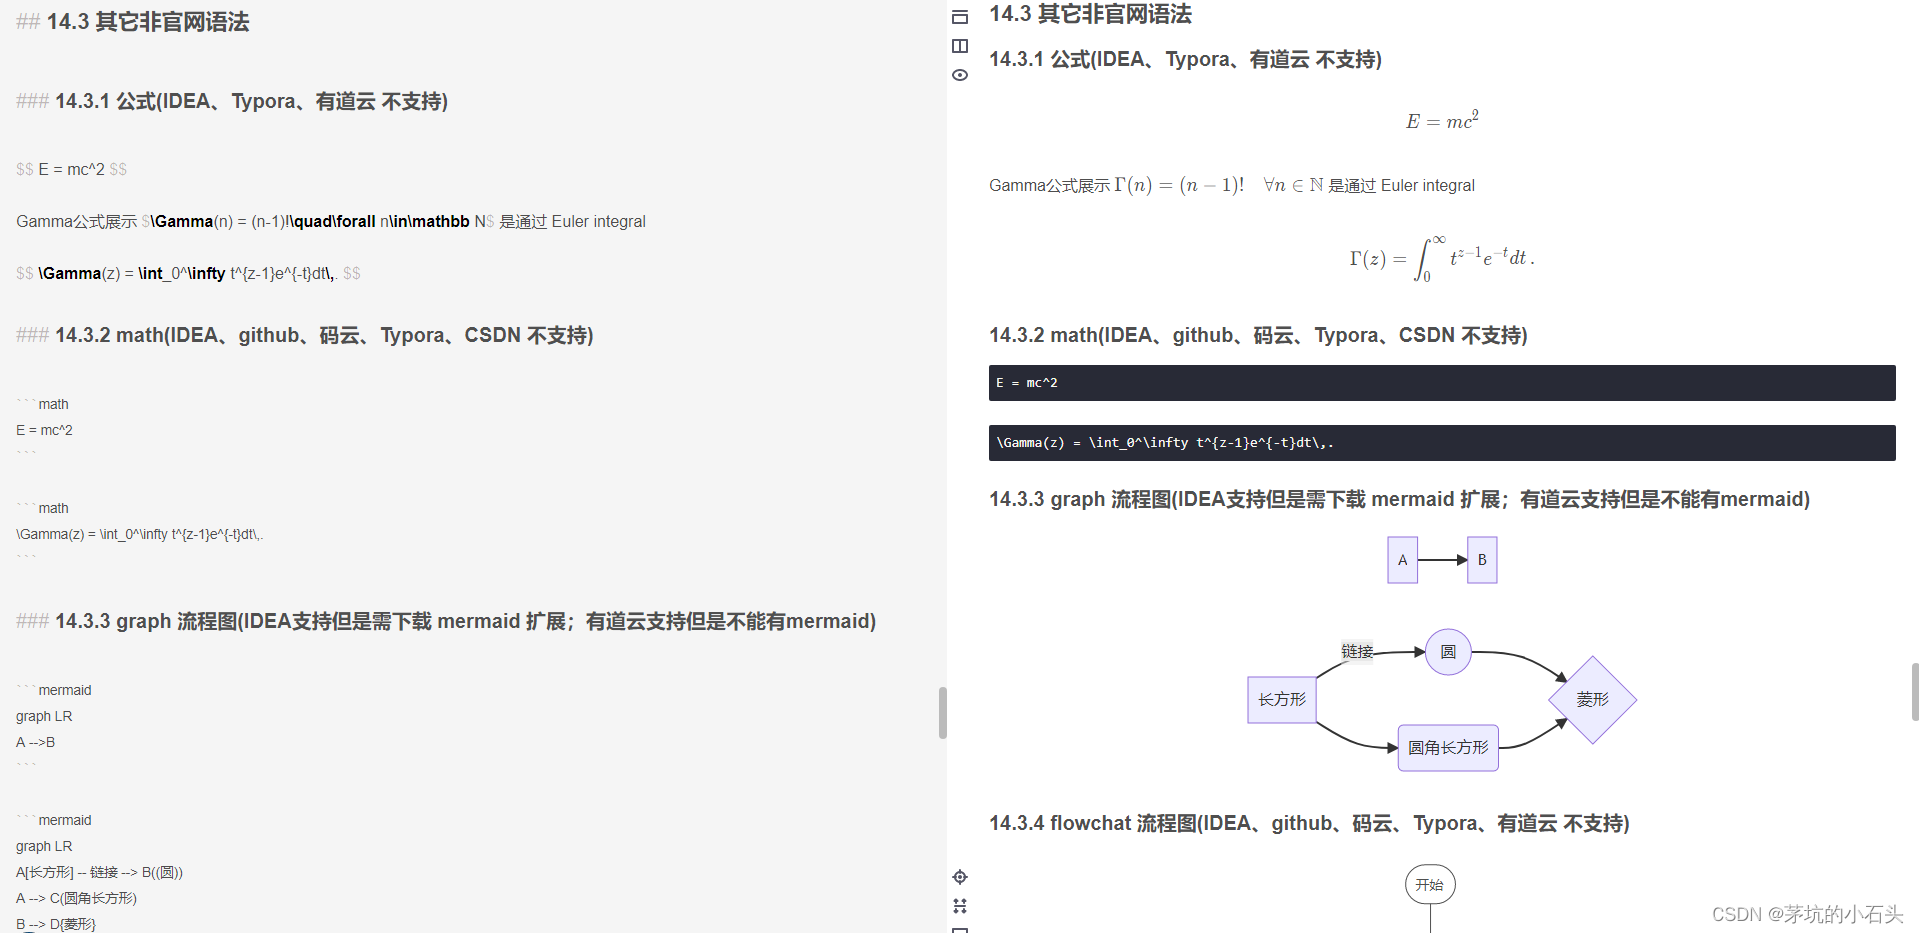 ## 14.3 其它非官网语法
### 14.3.1 公式(IDEA、Typora、有道云 不支持)
$$ E = mc^2 $$
Gamma公式展示 $\Gamma(n) = (n-1)!\quad\forall n\in\mathbb N$ 是通过 Euler integral
$$ \Gamma(z) = \int_0^\infty t^{z-1}e^{-t}dt\,. $$
### 14.3.2 math(IDEA、github、码云、Typora、CSDN 不支持)
```math
E = mc^2
```
```math
\Gamma(z) = \int_0^\infty t^{z-1}e^{-t}dt\,.
```
### 14.3.3 graph 流程图(IDEA支持但是需下载 mermaid 扩展；有道云支持但是不能有mermaid)
```mermaid
graph LR
A -->B
```
```mermaid
graph LR
A[长方形] -- 链接 --> B((圆))
A --> C(圆角长方形)
B --> D{菱形}
14.3 其它非官网语法
14.3.1 公式(IDEA、Typora、有道云 不支持)
E = mc²
Gamma公式展示 Γ(n) = (n − 1)! ∀n ∈ ℕ 是通过 Euler integral
Γ(z) = ∫₀^∞ t^{z−1}e^{−t}dt .
14.3.2 math(IDEA、github、码云、Typora、CSDN 不支持)
E = mc^2
\Gamma(z) = \int_0^\infty t^{z-1}e^{-t}dt\,.
14.3.3 graph 流程图(IDEA支持但是需下载 mermaid 扩展；有道云支持但是不能有mermaid)
A
B
链接
圆
长方形
菱形
圆角长方形
14.3.4 flowchat 流程图(IDEA、github、码云、Typora、有道云 不支持)
开始
CSDN @茅坑的小石头